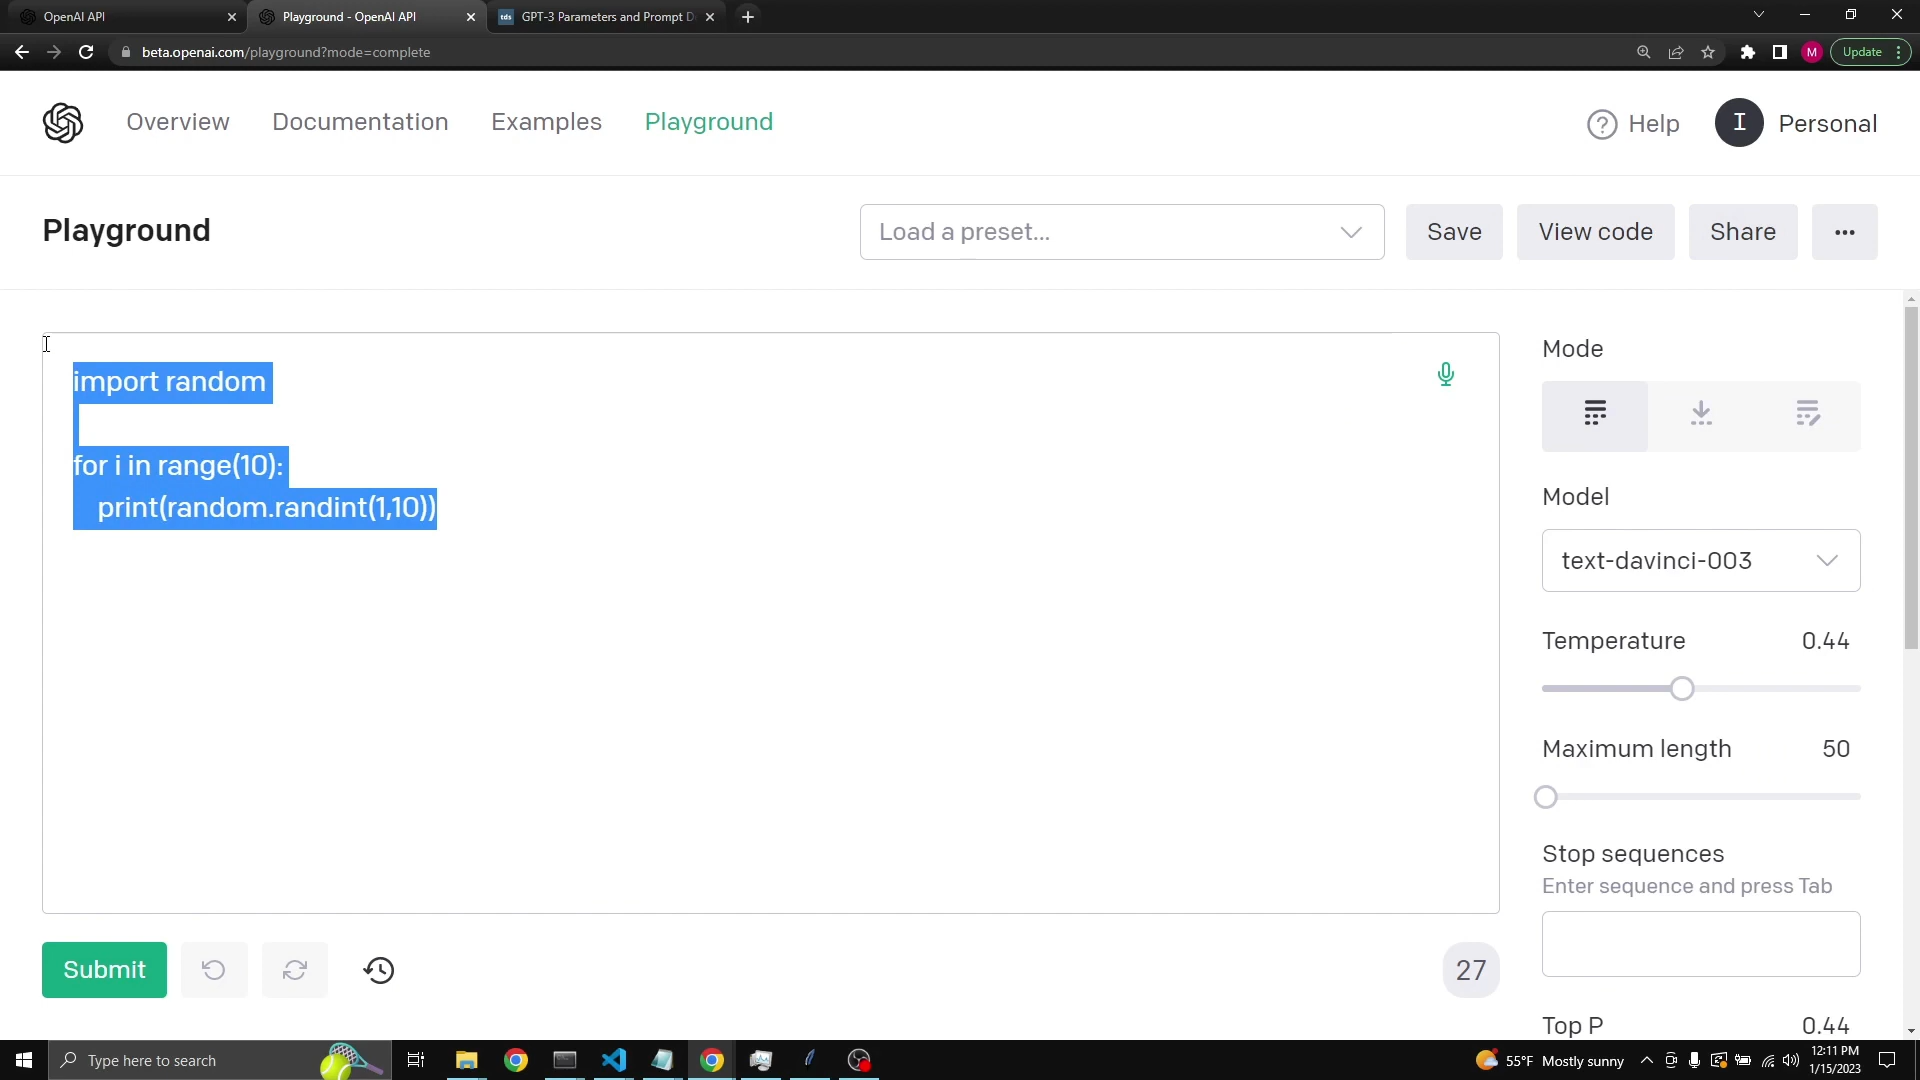 OpenAI API
Playground - OpenAI API
tds GPT-3 Parameters and Prompt D
beta.openai.com/playground?mode=complete
M
Update
Overview
Documentation
Examples
Playground
Help
I
Personal
Playground
Load a preset...
Save
View code
Share
import random
for i in range(10):
    print(random.randint(1,10))
Mode
Model
text-davinci-003
Temperature 0.44
Maximum length 50
Stop sequences
Enter sequence and press Tab
Top P 0.44
Submit
27
Type here to search
55°F Mostly sunny
12:11 PM
1/15/2023